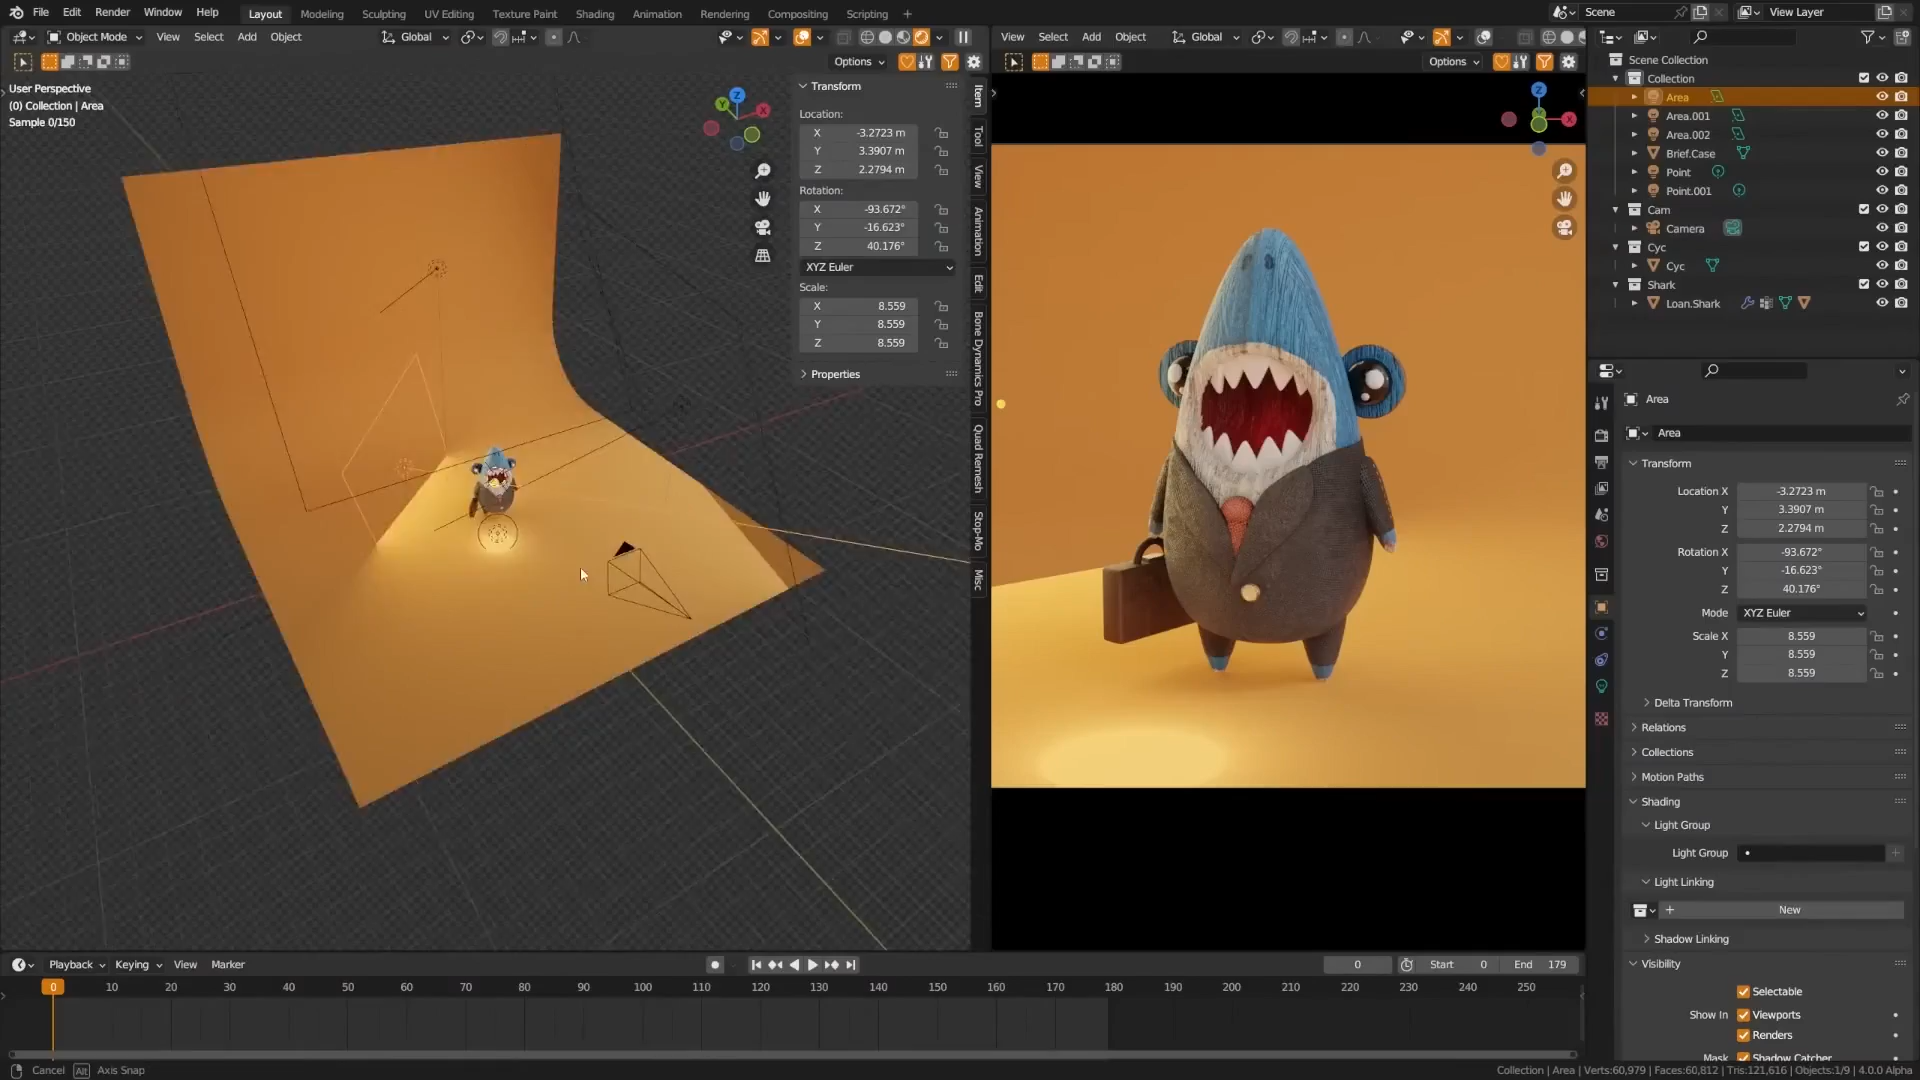 File Edit Render Window Help Layout Modeling Sculpting UV Editing Texture Paint Shading Animation Rendering Compositing Scripting + Scene View Layer
Object Mode View Select Add Object Global
View Select Add Object Global
Options
Options
User Perspective
(0) Collection | Area
Sample 0/150
Z
Y
X
Transform
Location:
X -3.2723 m
Y 3.3907 m
Z 2.2794 m
Rotation:
X -93.672°
Y -16.623°
Z 40.176°
XYZ Euler
Scale:
X 8.559
Y 8.559
Z 8.559
Properties
Item
Tool
View
Animation
Edit
Bone Dynamics Pro
Quad Remesh
Stop-Mo
Misc
Z
X
Scene Collection
Collection
Area
Area.001
Area.002
Brief.Case
Point
Point.001
Cam
Camera
Cyc
Cyc
Shark
Loan.Shark
Area
Area
Transform
Location X -3.2723 m
Y 3.3907 m
Z 2.2794 m
Rotation X -93.672°
Y -16.623°
Z 40.176°
Mode XYZ Euler
Scale X 8.559
Y 8.559
Z 8.559
Delta Transform
Relations
Collections
Motion Paths
Shading
Light Group
Light Group
Light Linking
+ New
Shadow Linking
Visibility
Selectable
Show In Viewports
Renders
Mask Shadow Catcher
Playback Keying View Marker 0 Start 0 End 179
0 10 20 30 40 50 60 70 80 90 100 110 120 130 140 150 160 170 180 190 200 210 220 230 240 250
Cancel Alt Axis Snap Collection | Area | Verts:60,979 | Faces:60,812 | Tris:121,616 | Objects:1/9 | 4.0.0 Alpha